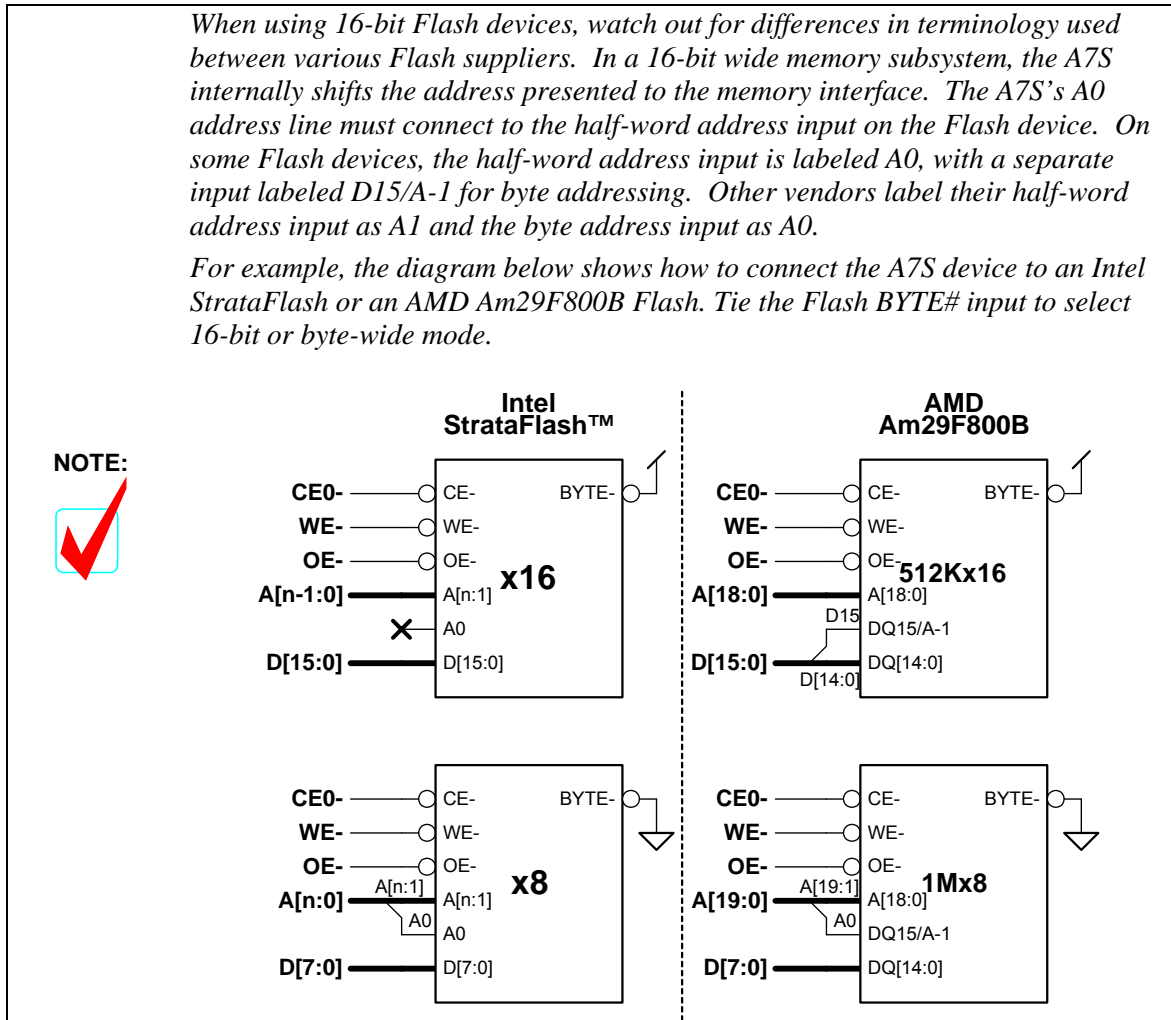 When using 16-bit Flash devices, watch out for differences in terminology used
between various Flash suppliers. In a 16-bit wide memory subsystem, the A7S
internally shifts the address presented to the memory interface. The A7S's A0
address line must connect to the half-word address input on the Flash device. On
some Flash devices, the half-word address input is labeled A0, with a separate
input labeled D15/A-1 for byte addressing. Other vendors label their half-word
address input as A1 and the byte address input as A0.
For example, the diagram below shows how to connect the A7S device to an Intel
StrataFlash or an AMD Am29F800B Flash. Tie the Flash BYTE# input to select
16-bit or byte-wide mode.
NOTE:
Intel
StrataFlash™
CE0-
CE-
BYTE-
WE-
WE-
OE-
OE-
x16
A[n-1:0]
A[n:1]
A0
D[15:0]
D[15:0]
AMD
Am29F800B
CE0-
CE-
BYTE-
WE-
WE-
OE-
OE-
512Kx16
A[18:0]
A[18:0]
D15
DQ15/A-1
D[15:0]
DQ[14:0]
D[14:0]
CE0-
CE-
BYTE-
WE-
WE-
OE-
OE-
x8
A[n:0]
A[n:1]
A[n:1]
A0
A0
D[7:0]
D[7:0]
CE0-
CE-
BYTE-
WE-
WE-
OE-
OE-
1Mx8
A[19:0]
A[19:1]
A[18:0]
A0
DQ15/A-1
D[7:0]
DQ[14:0]